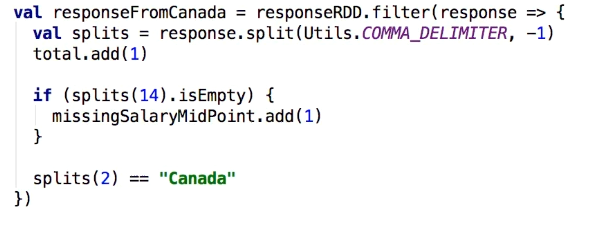 val responseFromCanada = responseRDD.filter(response => {
val splits = response.split(Utils.COMMA_DELIMITER, -1)
total.add(1)
if (splits(14).isEmpty) {
missingSalaryMidPoint.add(1)
}
splits(2) == "Canada"
})